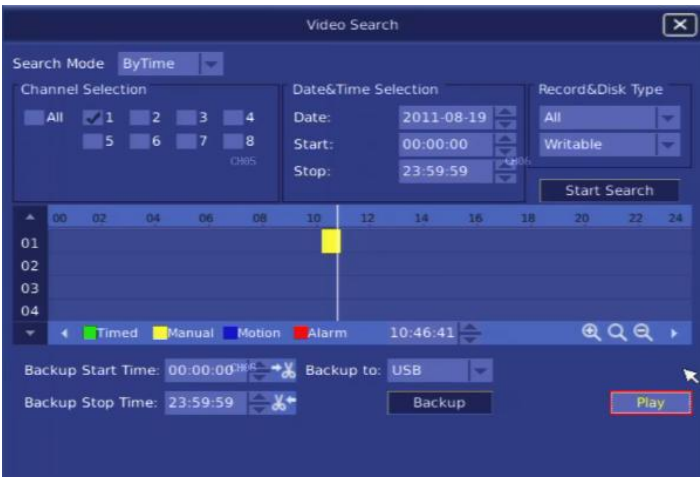 Video Search
Search Mode ByTime
Channel Selection
All 1 2 3 4
5 6 7 8
CH05
Date&Time Selection
Date: 2011-08-19
Start: 00:00:00
Stop: 23:59:59
CH06
Record&Disk Type
All
Writable
Start Search
00 02 04 06 08 10 12 14 16 18 20 22 24
01
02
03
04
Timed Manual Motion Alarm 10:46:41
Backup Start Time: 00:00:00 Backup to: USB
CH05
Backup Stop Time: 23:59:59 Backup Play